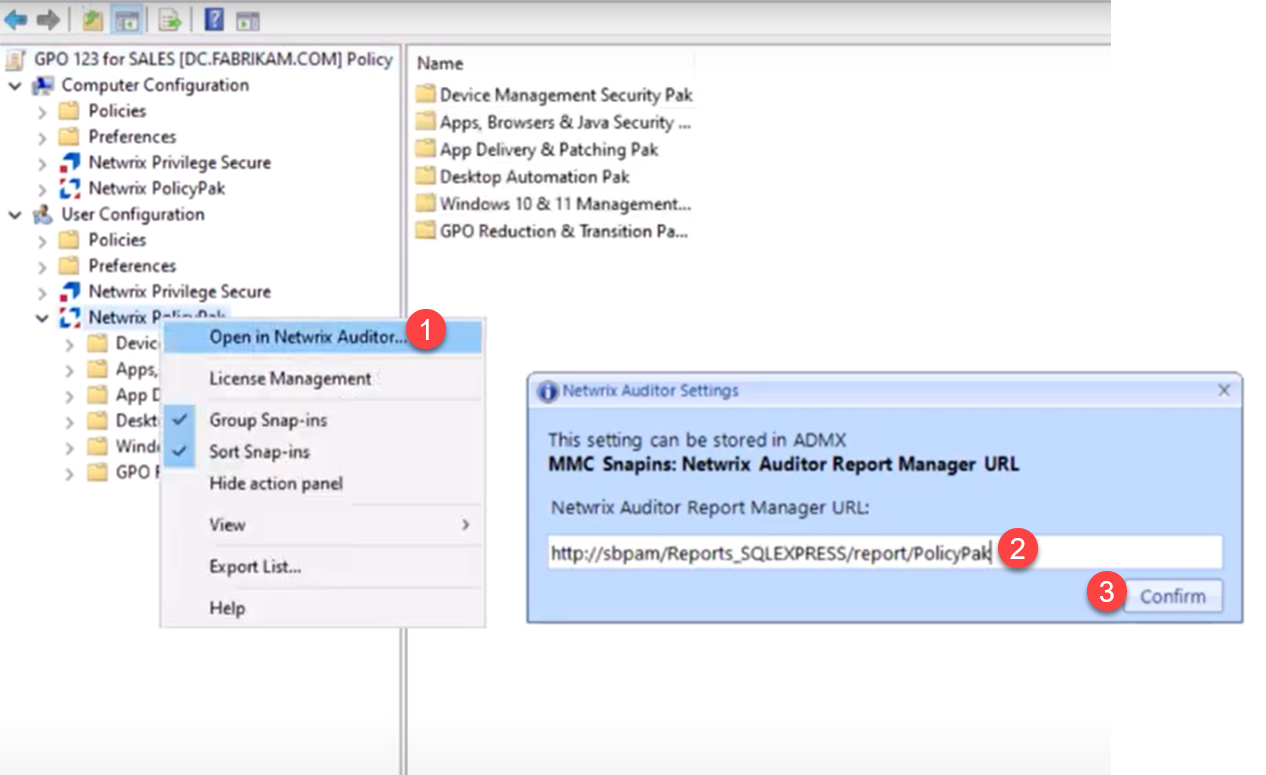 GPO 123 for SALES [DC.FABRIKAM.COM] Policy
Computer Configuration
Policies
Preferences
Netwrix Privilege Secure
Netwrix PolicyPak
User Configuration
Policies
Preferences
Netwrix Privilege Secure
Netwrix PolicyPak
Devic
Apps,
App D
Deskt
Wind
GPO F
Name
Device Management Security Pak
Apps, Browsers & Java Security ...
App Delivery & Patching Pak
Desktop Automation Pak
Windows 10 & 11 Management...
GPO Reduction & Transition Pa...
Open in Netwrix Auditor... 1
License Management
Group Snap-ins
Sort Snap-ins
Hide action panel
View
Export List...
Help
Netwrix Auditor Settings
This setting can be stored in ADMX
MMC Snapins: Netwrix Auditor Report Manager URL
Netwrix Auditor Report Manager URL:
http://sbpam/Reports_SQLEXPRESS/report/PolicyPak 2
3 Confirm